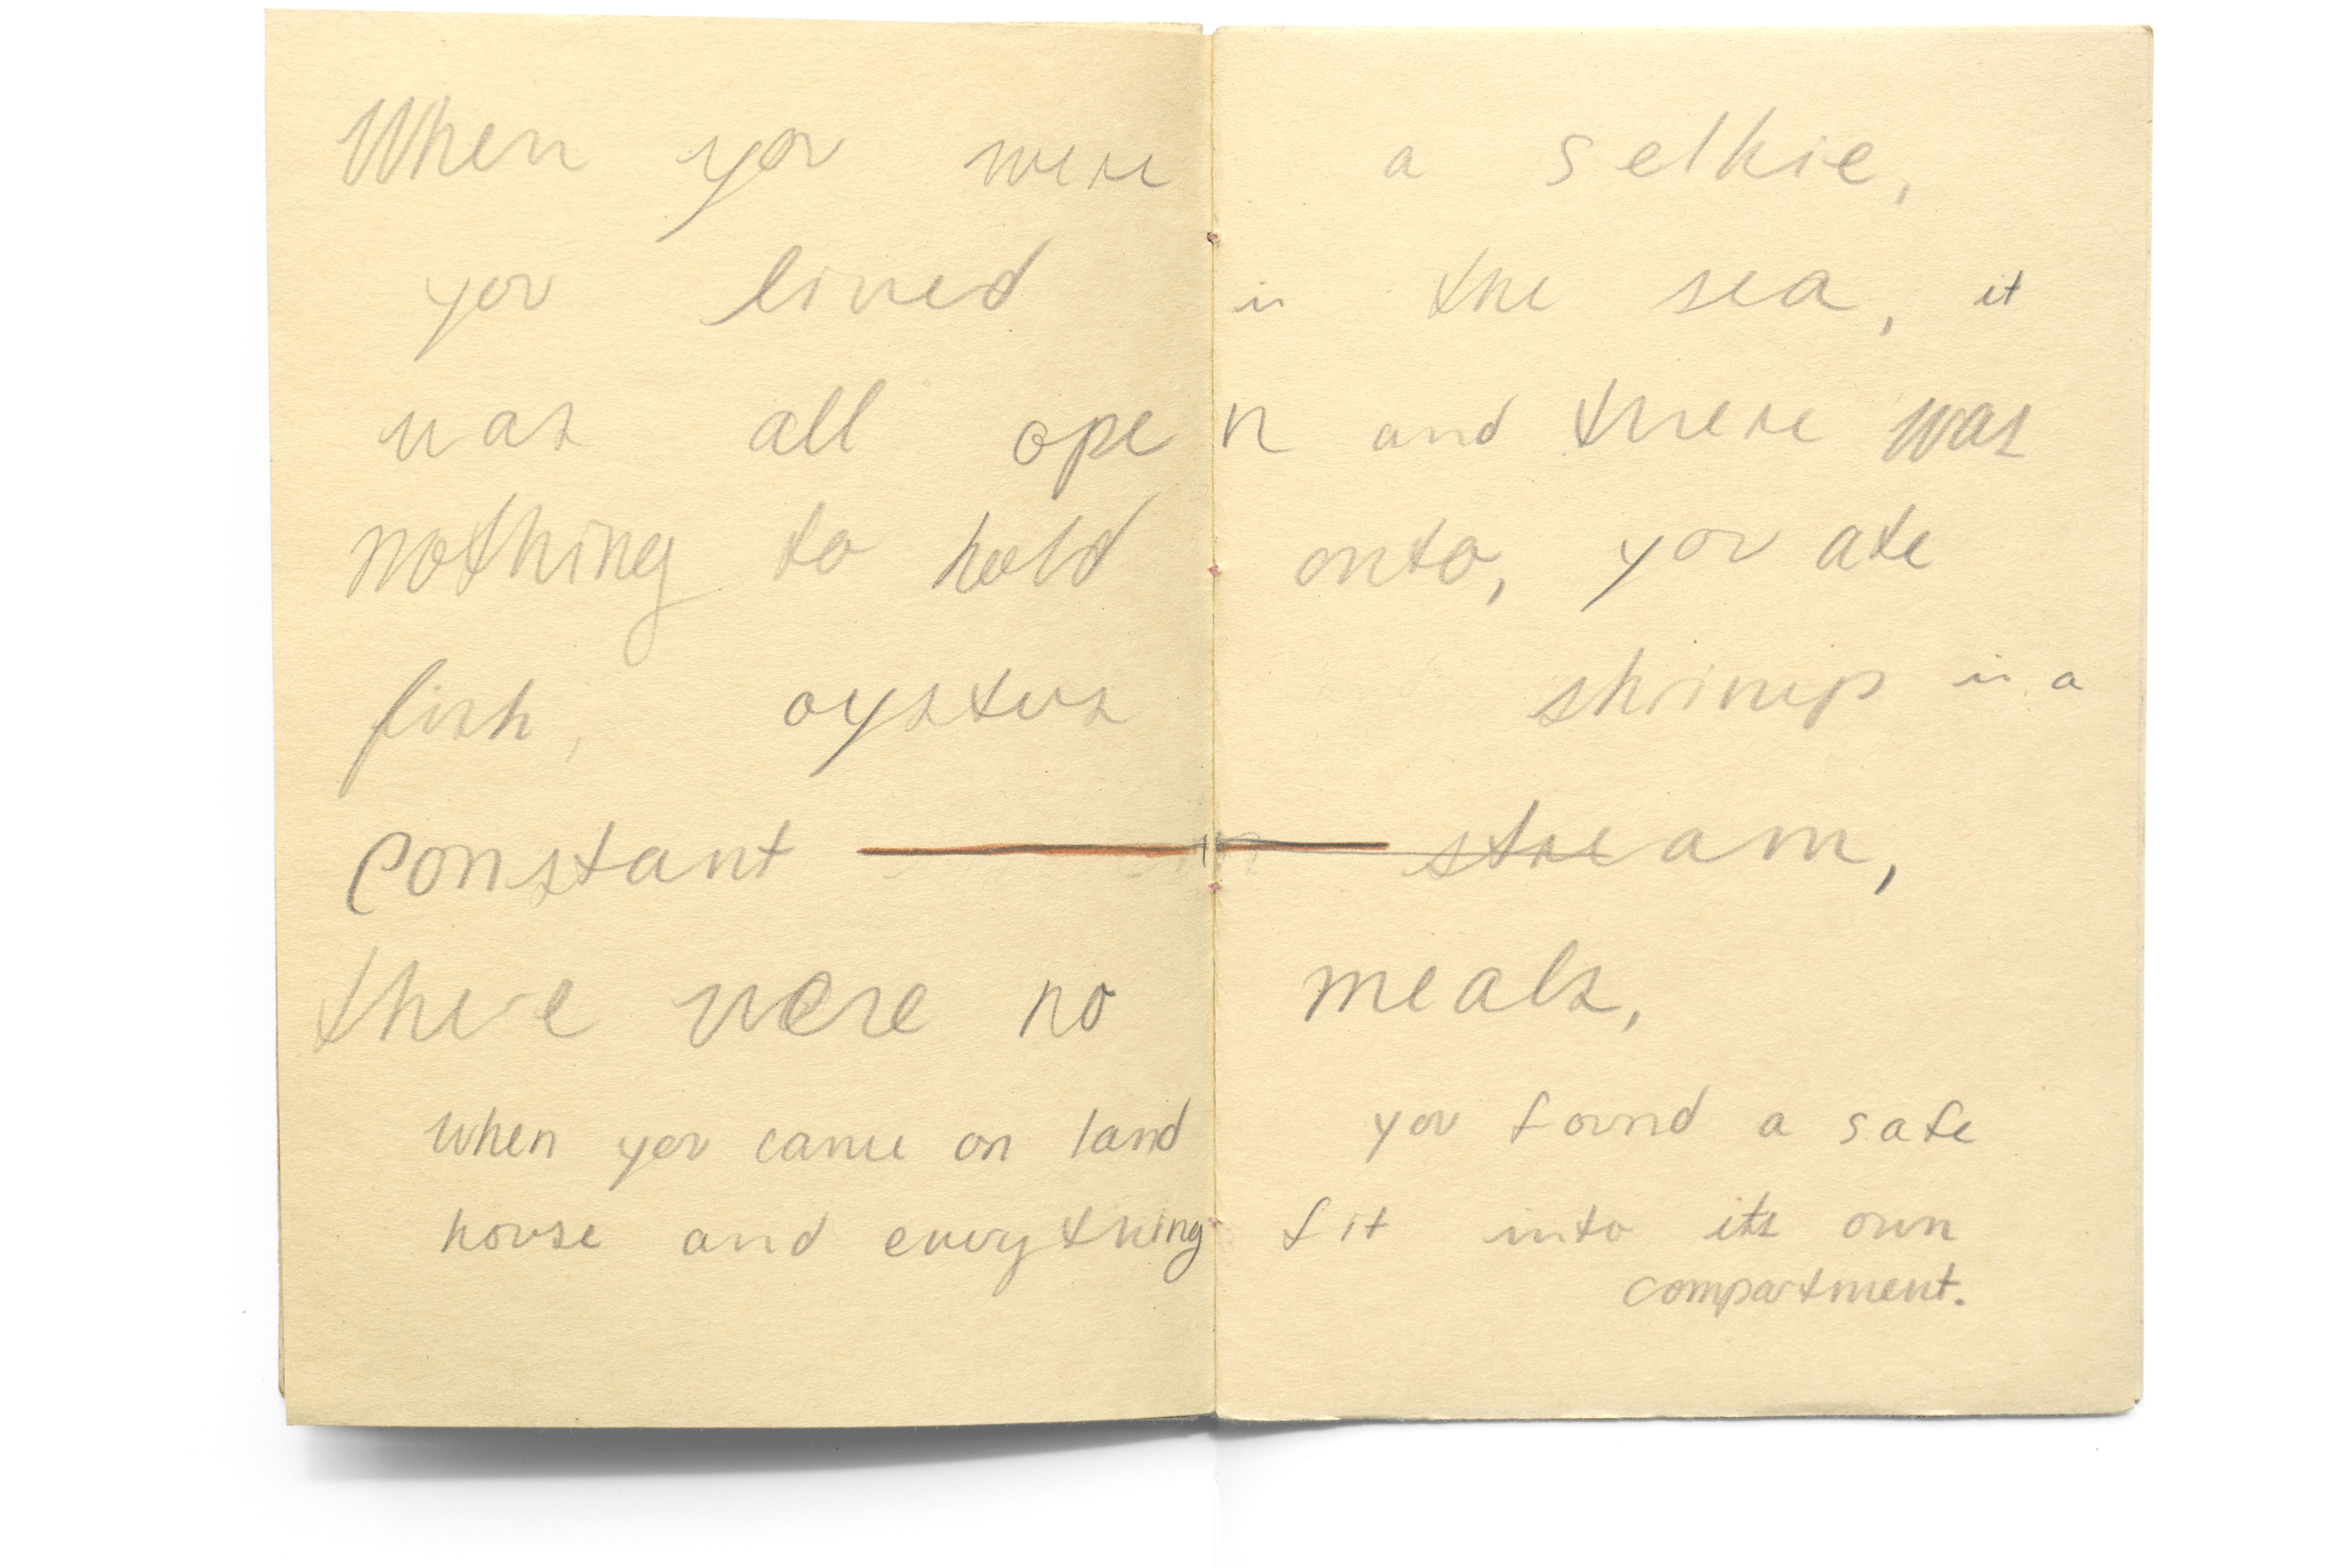 When you were a selkie,
you lived in the sea, it
was all open and there was
nothing to hold onto, you ate
fish, oysters shrimp in a
constant stream,
there were no meals,
when you came on land you found a safe
house and everything fit into its own
compartment.